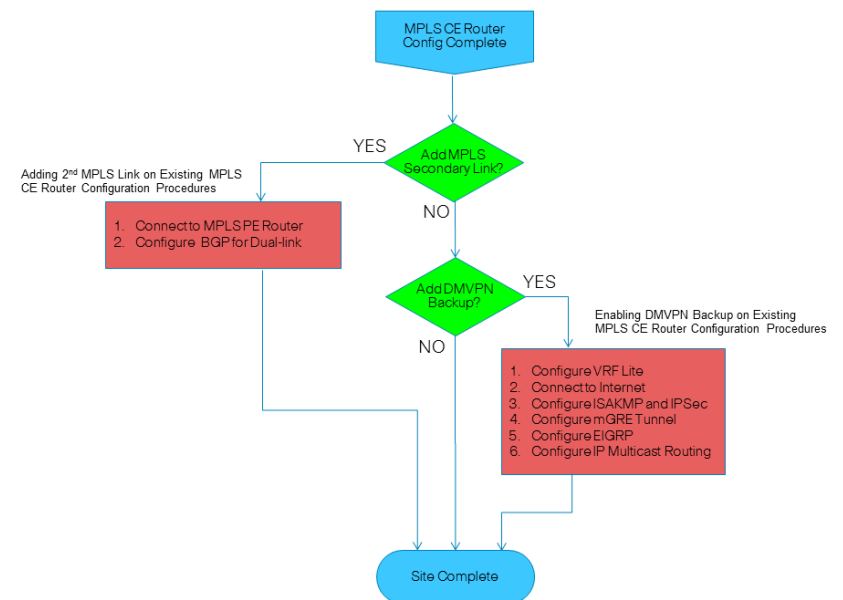 MPLS CE Router
Config Complete
YES
Add MPLS
Secondary Link?
Adding 2nd MPLS Link on Existing MPLS
CE Router Configuration Procedures
NO
1. Connect to MPLS PE Router
2. Configure BGP for Dual-link
Add DMVPN
Backup?
YES
Enabling DMVPN Backup on Existing
MPLS CE Router Configuration Procedures
NO
1. Configure VRF Lite
2. Connect to Internet
3. Configure ISAKMP and IPSec
4. Configure mGRE Tunnel
5. Configure EIGRP
6. Configure IP Multicast Routing
Site Complete